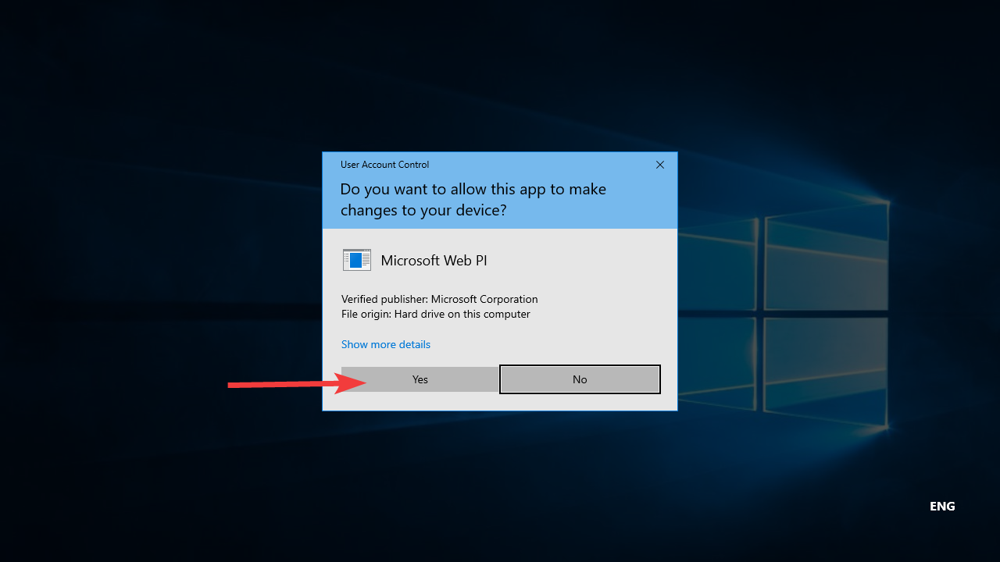 User Account Control
Do you want to allow this app to make
changes to your device?
Microsoft Web PI
Verified publisher: Microsoft Corporation
File origin: Hard drive on this computer
Show more details
Yes
No
ENG